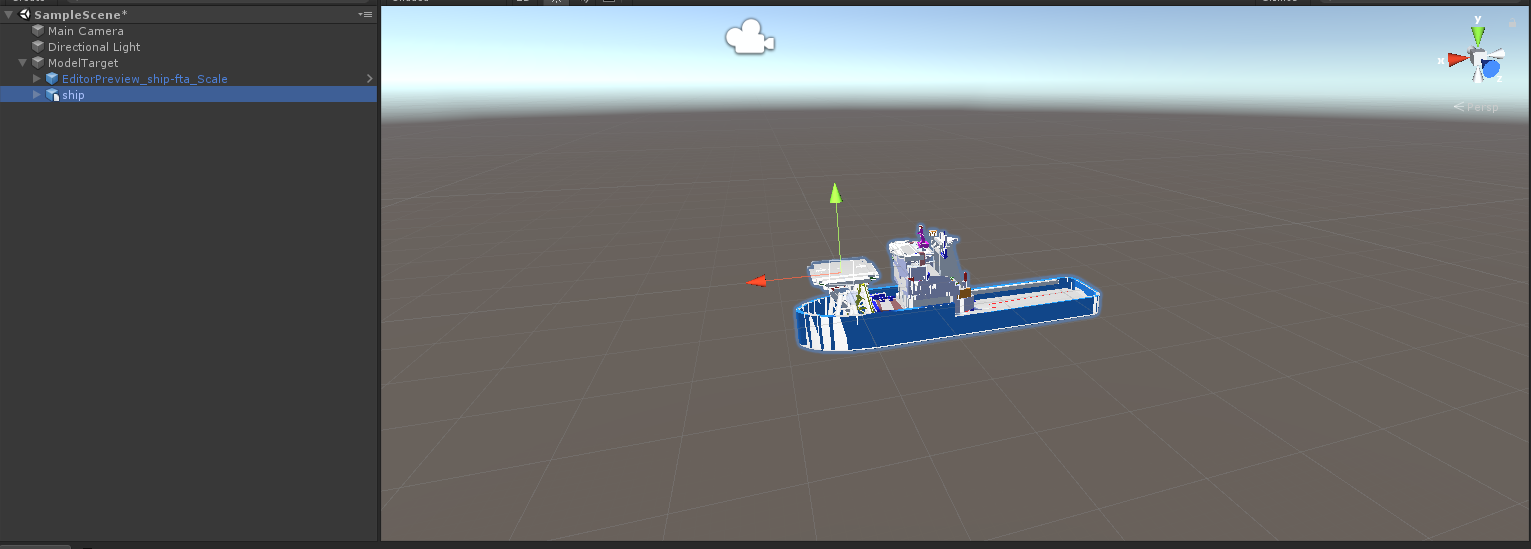 SampleScene*
Main Camera
Directional Light
ModelTarget
EditorPreview_ship-fta_Scale
ship
y
x
z
Persp